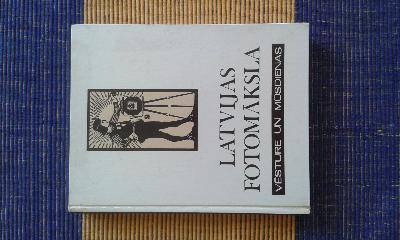 LATVIJAS
FOTOMĀKSLA
VĒSTURE UN MŪSDIENAS